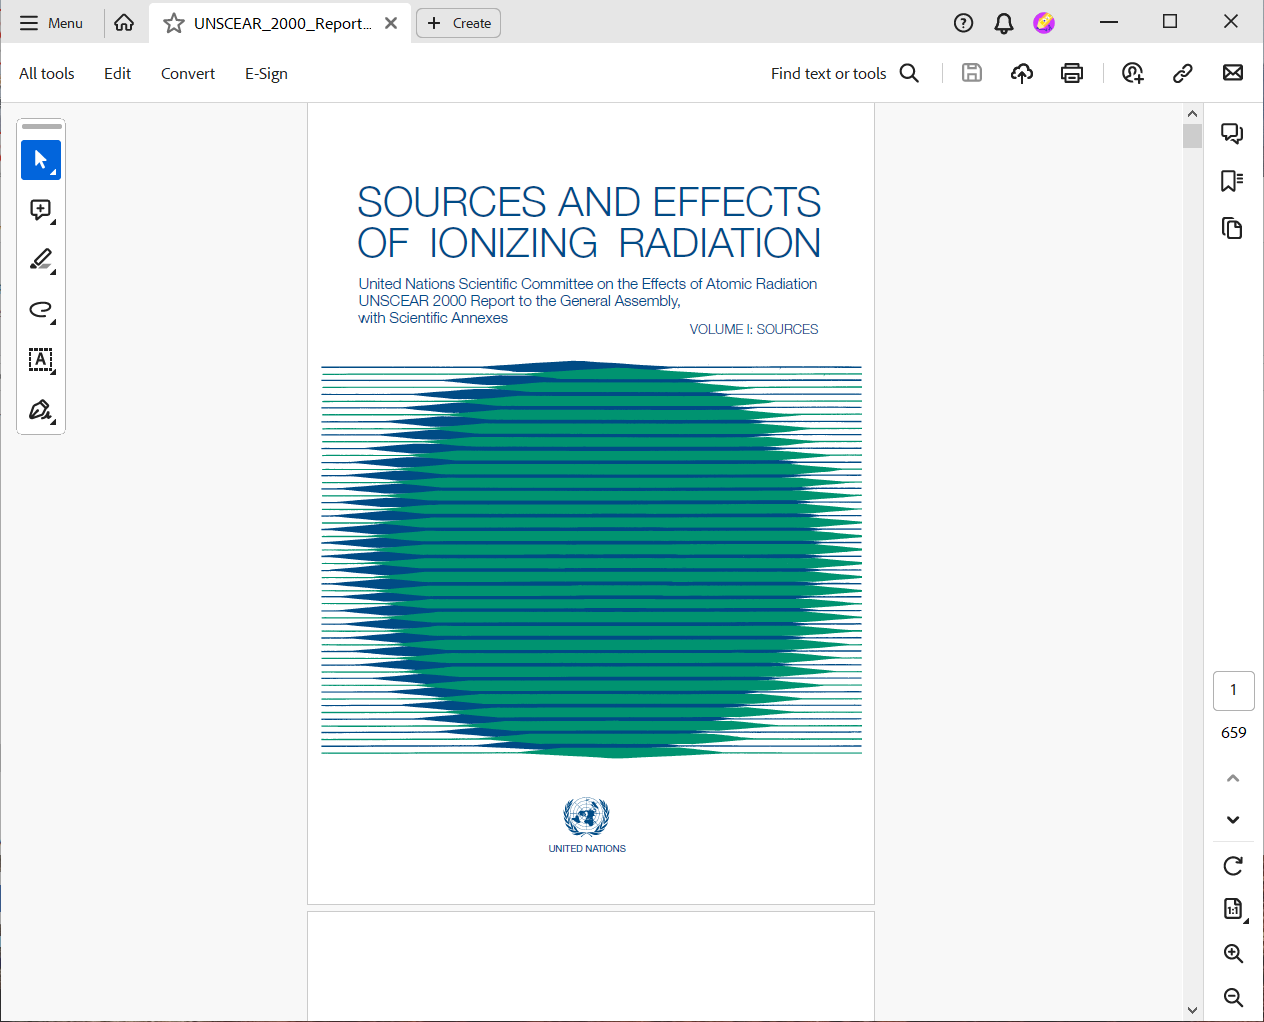 Menu
UNSCEAR_2000_Report...
Create
All tools
Edit
Convert
E-Sign
Find text or tools
SOURCES AND EFFECTS
OF IONIZING RADIATION
United Nations Scientific Committee on the Effects of Atomic Radiation
UNSCEAR 2000 Report to the General Assembly,
with Scientific Annexes
VOLUME I: SOURCES
UNITED NATIONS
A
1
659
1:1